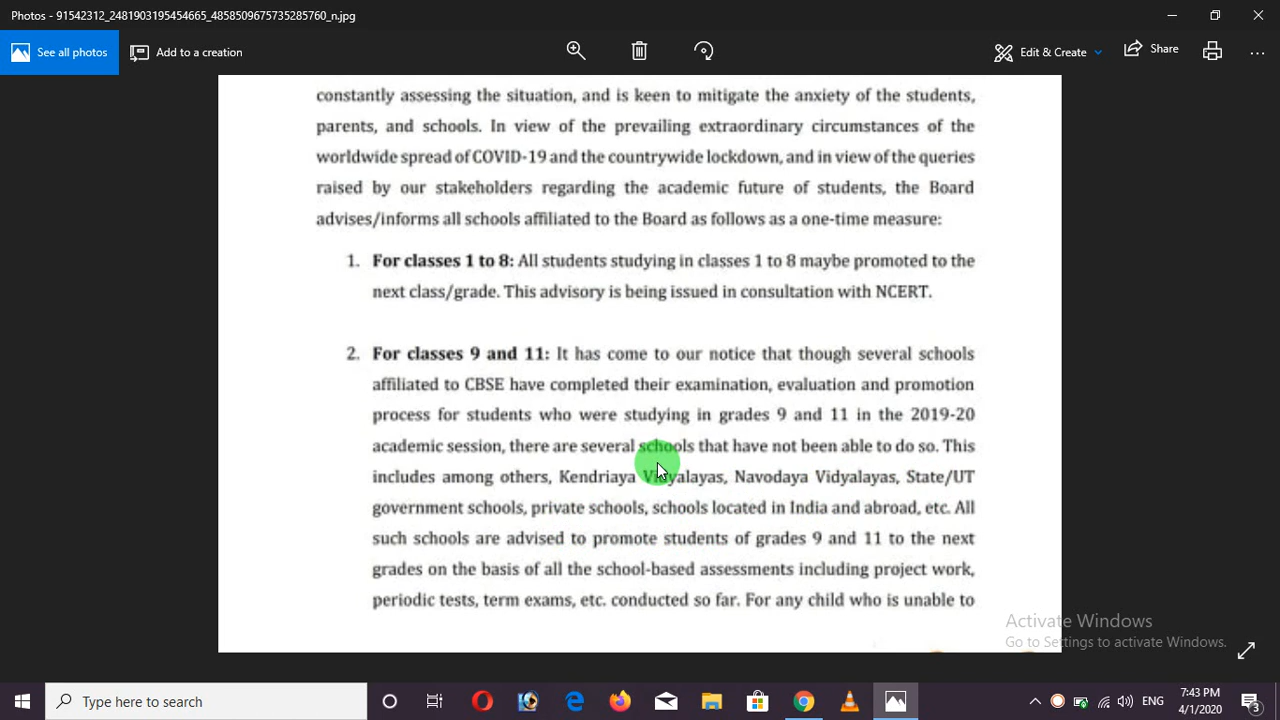 Photos - 91542312_2481903195454665_4858509675735285760_n.jpg
See all photos
Add to a creation
Edit & Create
Share
constantly assessing the situation, and is keen to mitigate the anxiety of the students,
parents, and schools. In view of the prevailing extraordinary circumstances of the
worldwide spread of COVID-19 and the countrywide lockdown, and in view of the queries
raised by our stakeholders regarding the academic future of students, the Board
advises/informs all schools affiliated to the Board as follows as a one-time measure:
1. For classes 1 to 8: All students studying in classes 1 to 8 maybe promoted to the
next class/grade. This advisory is being issued in consultation with NCERT.
2. For classes 9 and 11: It has come to our notice that though several schools
affiliated to CBSE have completed their examination, evaluation and promotion
process for students who were studying in grades 9 and 11 in the 2019-20
academic session, there are several schools that have not been able to do so. This
includes among others, Kendriaya Vidyalayas, Navodaya Vidyalayas, State/UT
government schools, private schools, schools located in India and abroad, etc. All
such schools are advised to promote students of grades 9 and 11 to the next
grades on the basis of all the school-based assessments including project work,
periodic tests, term exams, etc. conducted so far. For any child who is unable to
Activate Windows
Go to Settings to activate Windows.
Type here to search
ENG
7:43 PM
4/1/2020
3